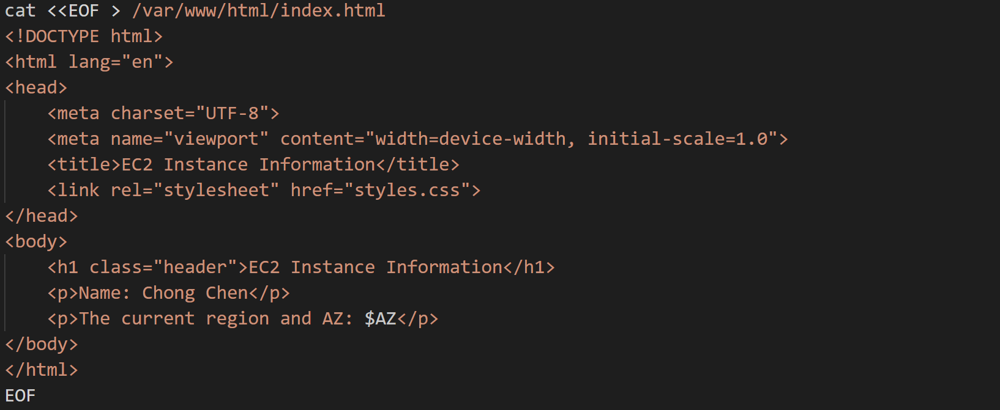 cat <<EOF > /var/www/html/index.html
<!DOCTYPE html>
<html lang="en">
<head>
    <meta charset="UTF-8">
    <meta name="viewport" content="width=device-width, initial-scale=1.0">
    <title>EC2 Instance Information</title>
    <link rel="stylesheet" href="styles.css">
</head>
<body>
    <h1 class="header">EC2 Instance Information</h1>
    <p>Name: Chong Chen</p>
    <p>The current region and AZ: $AZ</p>
</body>
</html>
EOF